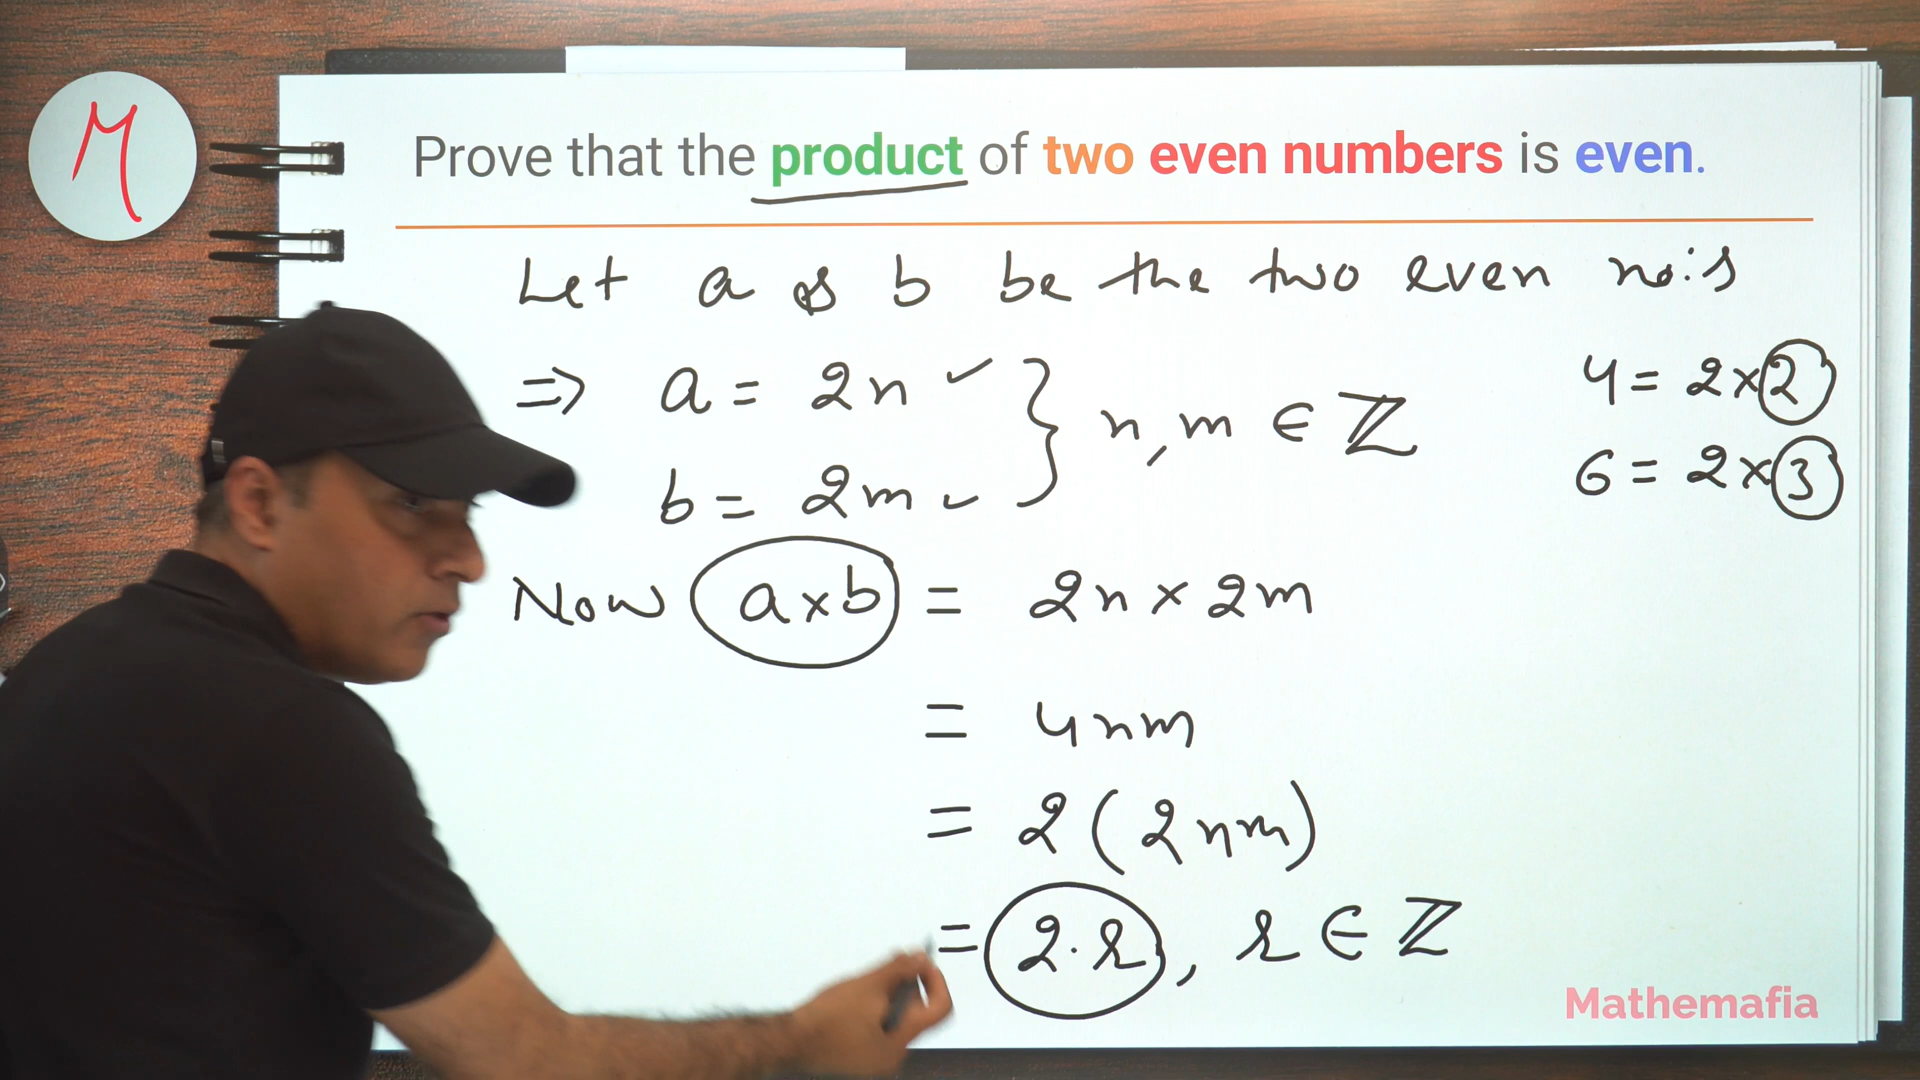 M
Prove that the product of two even numbers is even.
Let a & b be the two even no:s
⇒ a = 2n ✓
b = 2m ✓
} n, m ∈ ℤ
4 = 2×2
6 = 2×3
Now a×b = 2n × 2m
= 4nm
= 2(2nm)
= 2·r, r ∈ ℤ
Mathemafia